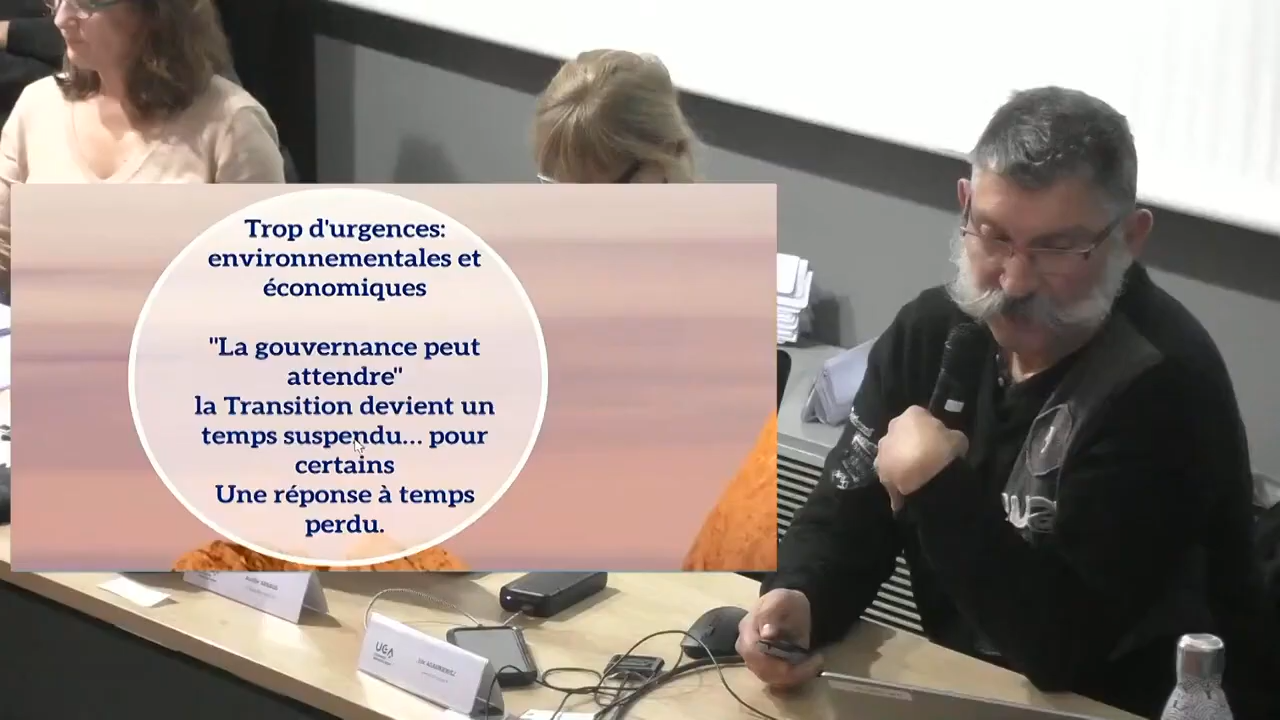 Trop d'urgences:
environnementales et
économiques
"La gouvernance peut
attendre"
la Transition devient un
temps suspendu... pour
certains
Une réponse à temps
perdu.
UGA